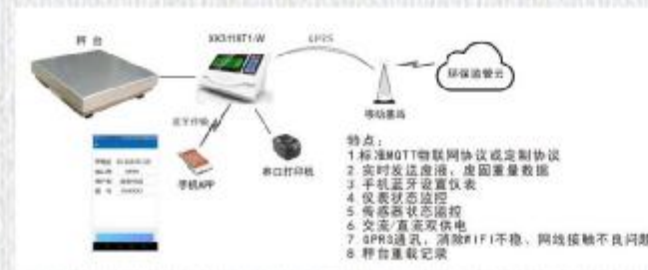 秤台
XK3118T1-W
GPRS
环保监管云
移动基站
蓝牙传输
手机APP
串口打印机
特点：
1 标准MQTT物联网协议或定制协议
2 实时发送废液，废固重量数据
3 手机蓝牙设置仪表
4 仪表状态监控
5 传感器状态监控
6 交流/直流双供电
7 GPRS通讯，消除WIFI不稳、网线接触不良问题
8 秤台重载记录